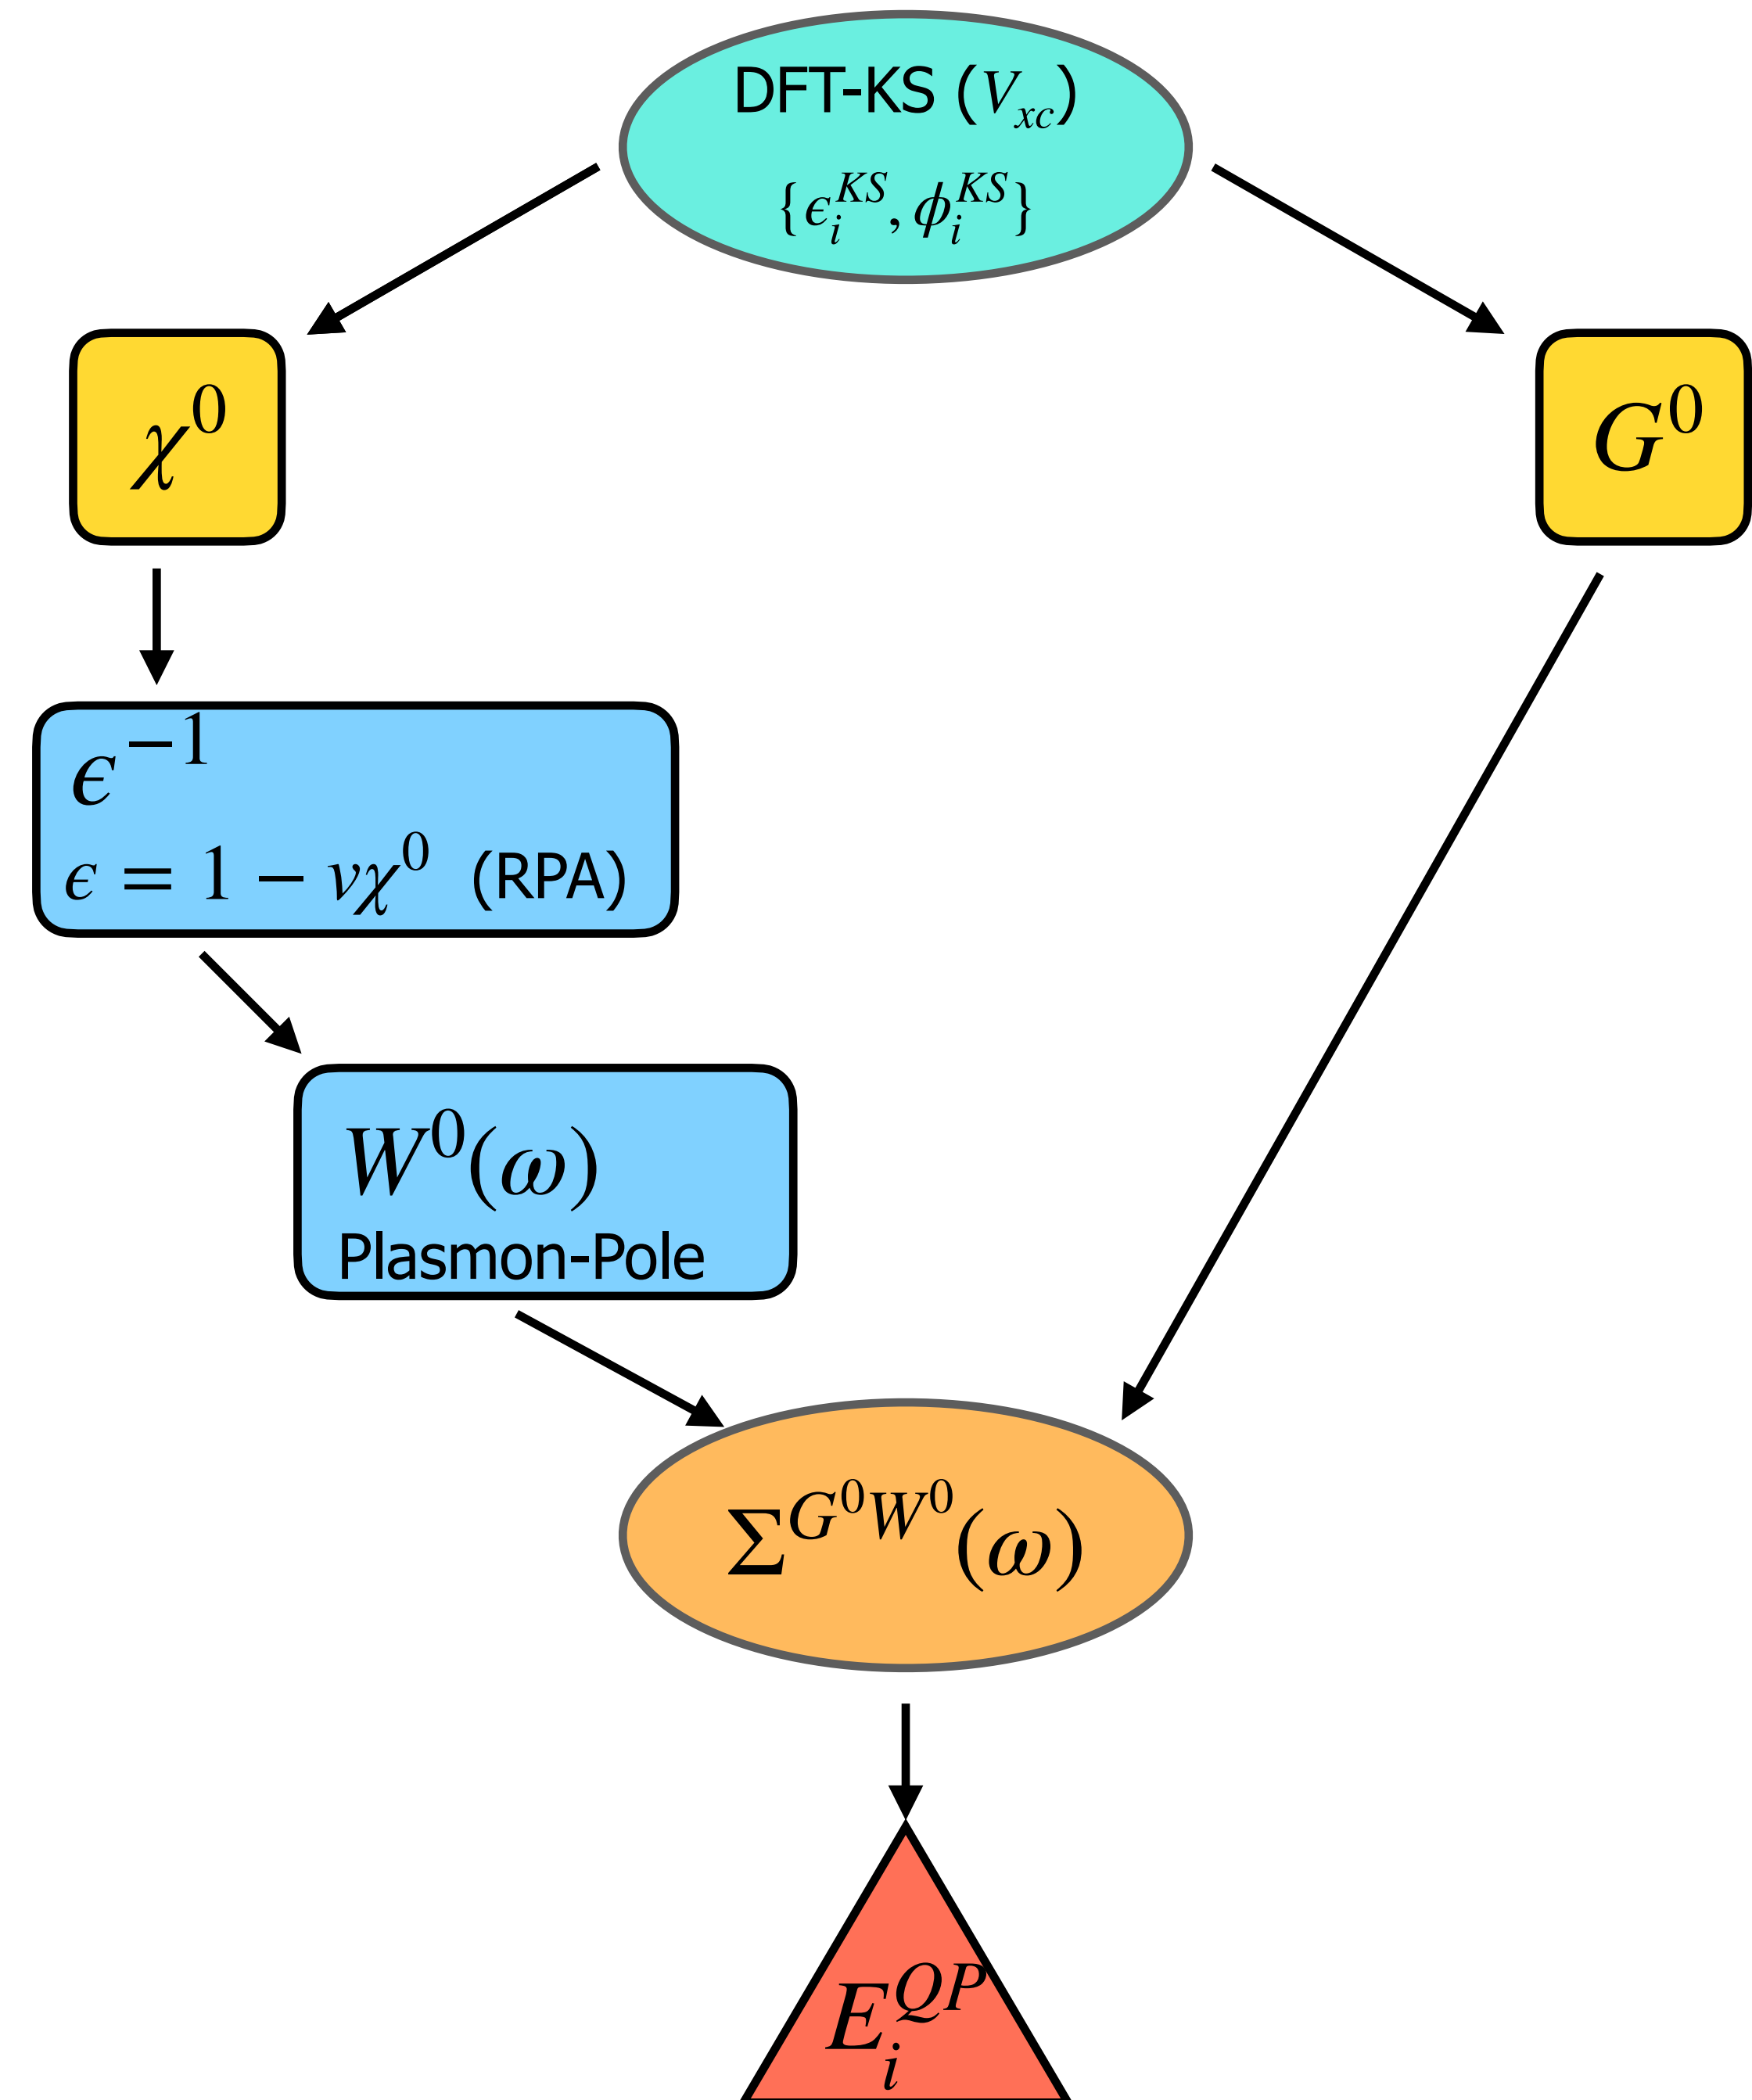 DFT-KS (V_xc)
{ϵ_i^KS, ϕ_i^KS}
χ^0
G^0
ϵ^−1
ϵ = 1 − vχ^0 (RPA)
W^0(ω)
Plasmon-Pole
Σ^G^0W^0(ω)
E_i^QP